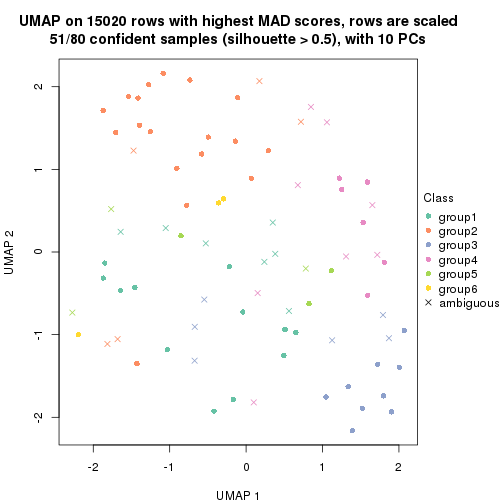 UMAP on 15020 rows with highest MAD scores, rows are scaled
51/80 confident samples (silhouette > 0.5), with 10 PCs
UMAP 2
2
1
0
-1
-2
-2
-1
0
1
2
UMAP 1
Class
group1
group2
group3
group4
group5
group6
ambiguous